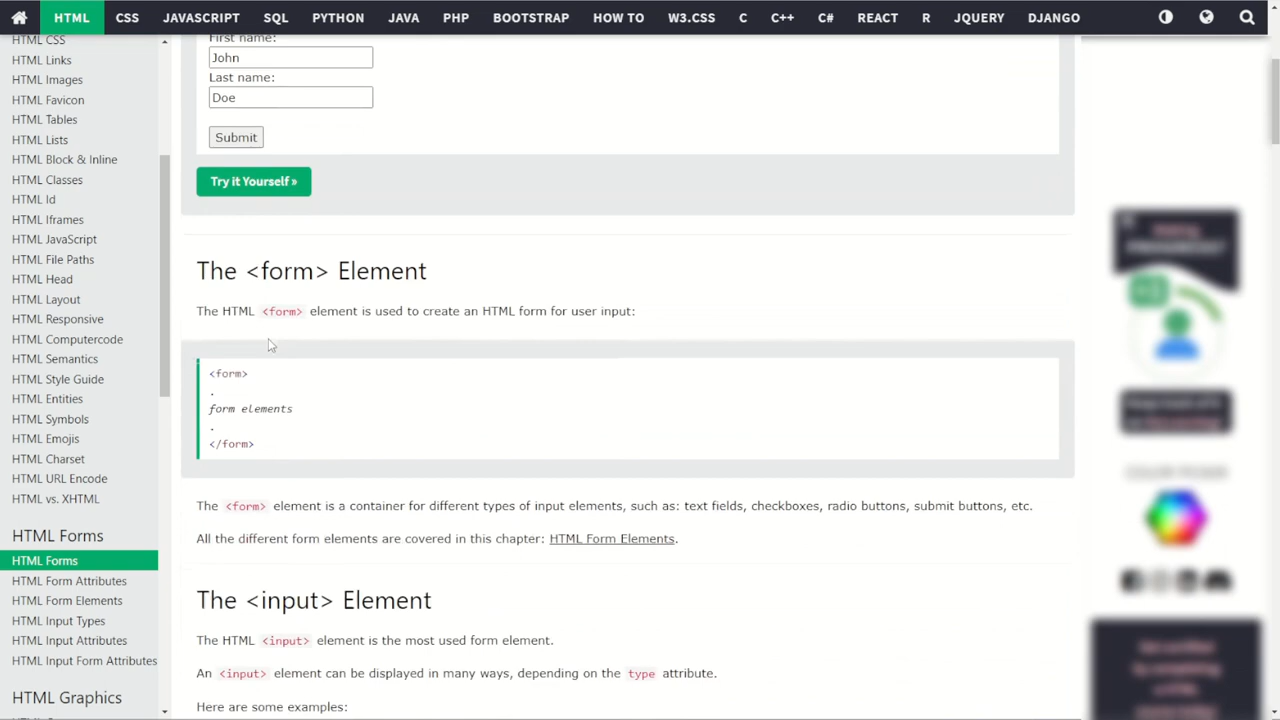 HTML CSS JAVASCRIPT SQL PYTHON JAVA PHP BOOTSTRAP HOW TO W3.CSS C C++ C# REACT R JQUERY DJANGO
HTML CSS
HTML Links
HTML Images
HTML Favicon
HTML Tables
HTML Lists
HTML Block & Inline
HTML Classes
HTML Id
HTML Iframes
HTML JavaScript
HTML File Paths
HTML Head
HTML Layout
HTML Responsive
HTML Computercode
HTML Semantics
HTML Style Guide
HTML Entities
HTML Symbols
HTML Emojis
HTML Charset
HTML URL Encode
HTML vs. XHTML
HTML Forms
HTML Forms
HTML Form Attributes
HTML Form Elements
HTML Input Types
HTML Input Attributes
HTML Input Form Attributes
HTML Graphics
First name:
John
Last name:
Doe
Submit
Try it Yourself »
The <form> Element
The HTML <form> element is used to create an HTML form for user input:
<form>
.
form elements
.
</form>
The <form> element is a container for different types of input elements, such as: text fields, checkboxes, radio buttons, submit buttons, etc.
All the different form elements are covered in this chapter: HTML Form Elements.
The <input> Element
The HTML <input> element is the most used form element.
An <input> element can be displayed in many ways, depending on the type attribute.
Here are some examples: